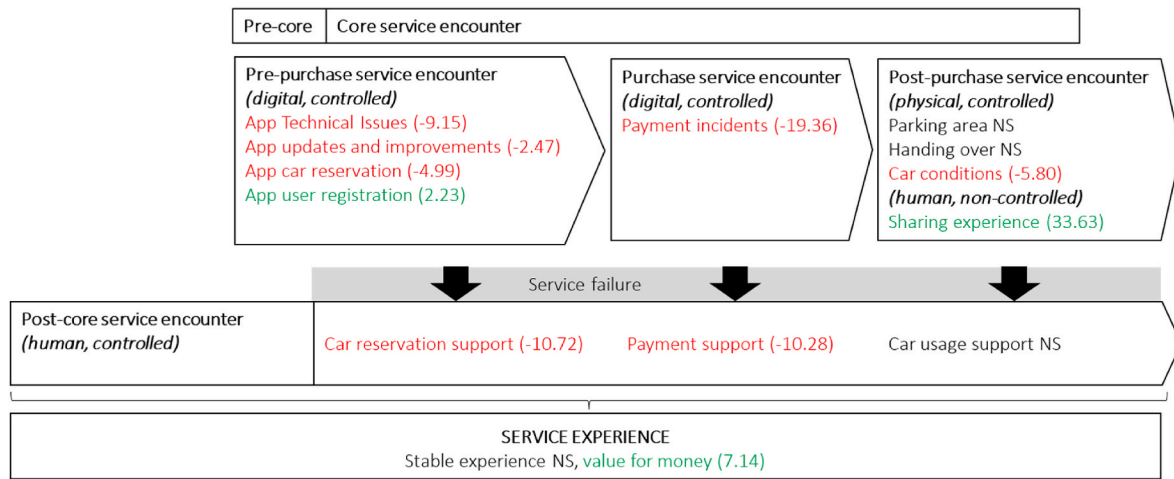 Pre-core
Core service encounter
Pre-purchase service encounter
(digital, controlled)
App Technical Issues (-9.15)
App updates and improvements (-2.47)
App car reservation (-4.99)
App user registration (2.23)
Purchase service encounter
(digital, controlled)
Payment incidents (-19.36)
Post-purchase service encounter
(physical, controlled)
Parking area NS
Handing over NS
Car conditions (-5.80)
(human, non-controlled)
Sharing experience (33.63)
Service failure
Post-core service encounter
(human, controlled)
Car reservation support (-10.72)
Payment support (-10.28)
Car usage support NS
SERVICE EXPERIENCE
Stable experience NS, value for money (7.14)